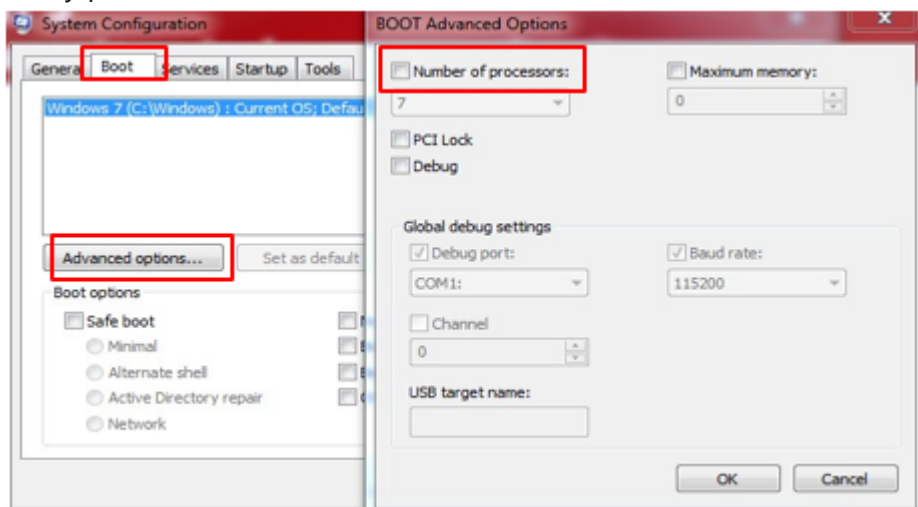 System Configuration
General Boot Services Startup Tools
Windows 7 (C:\Windows) : Current OS; Defau
Advanced options...
Set as default
Boot options
Safe boot
Minimal
Alternate shell
Active Directory repair
Network
BOOT Advanced Options
Number of processors:
Maximum memory:
7
0
PCI Lock
Debug
Global debug settings
Debug port:
Baud rate:
COM1:
115200
Channel
0
USB target name:
OK
Cancel